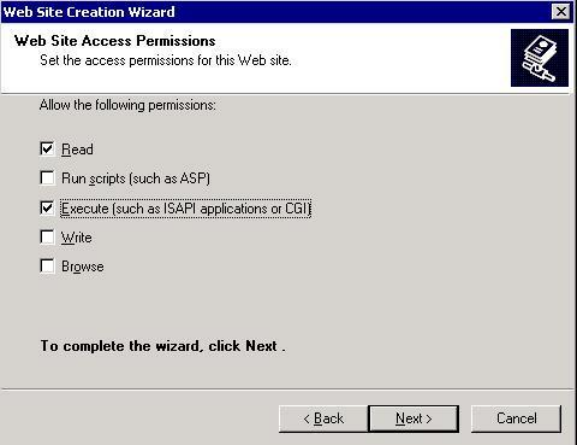 Web Site Creation Wizard
Web Site Access Permissions
Set the access permissions for this Web site.
Allow the following permissions:
Read
Run scripts (such as ASP)
Execute (such as ISAPI applications or CGI)
Write
Browse
To complete the wizard, click Next .
< Back
Next >
Cancel